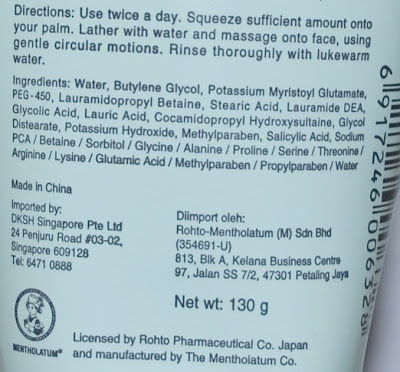 Directions: Use twice a day. Squeeze sufficient amount onto
your palm. Lather with water and massage onto face, using
gentle circular motions. Rinse thoroughly with lukewarm
water.
Ingredients: Water, Butylene Glycol, Potassium Myristoyl Glutamate,
PEG-450, Lauramidopropyl Betaine, Stearic Acid, Lauramide DEA,
Glycolic Acid, Lauric Acid, Cocamidopropyl Hydroxysultaine, Glycol
Distearate, Potassium Hydroxide, Methylparaben, Salicylic Acid, Sodium
PCA / Betaine / Sorbitol / Glycine / Alanine / Proline / Serine / Threonine /
Arginine / Lysine / Glutamic Acid / Methylparaben / Propylparaben / Water
Made in China
Imported by:
DKSH Singapore Pte Ltd
24 Penjuru Road #03-02,
Singapore 609128
Tel: 6471 0888
Diimport oleh:
Rohto-Mentholatum (M) Sdn Bhd
(354691-U)
813, Blk A, Kelana Business Centre
97, Jalan SS 7/2, 47301 Petaling Jaya
Net wt: 130 g
MENTHOLATUM®
Licensed by Rohto Pharmaceutical Co. Japan
and manufactured by The Mentholatum Co.
6 917246 006328